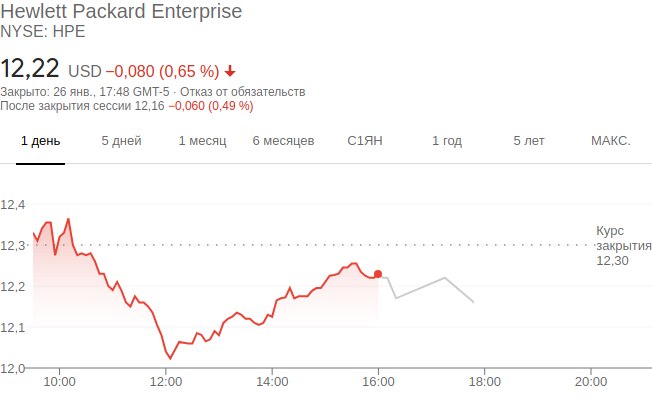 Hewlett Packard Enterprise
NYSE: HPE
12,22 USD −0,080 (0,65 %)
Закрыто: 26 янв., 17:48 GMT-5 · Отказ от обязательств
После закрытия сессии 12,16 −0,060 (0,49 %)
1 день 5 дней 1 месяц 6 месяцев С1ЯН 1 год 5 лет МАКС.
12,4
Курс
12,3 закрытия
12,30
12,2
12,1
12,0
10:00 12:00 14:00 16:00 18:00 20:00